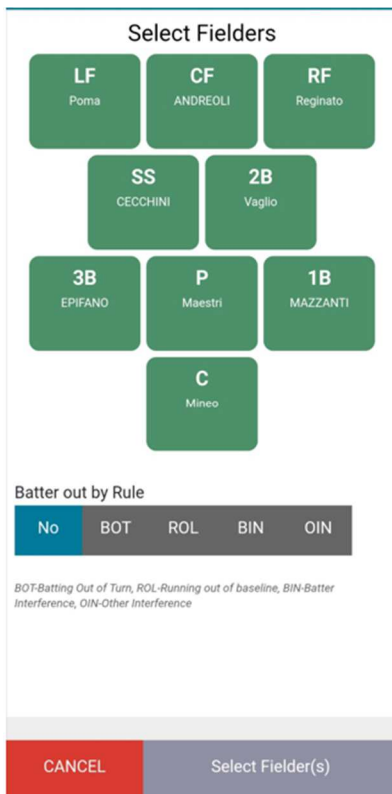 Select Fielders
LF CF RF
Poma ANDREOLI Reginato
SS 2B
CECCHINI Vaglio
3B P 1B
EPIFANO Maestri MAZZANTI
C
Mineo
Batter out by Rule
No BOT ROL BIN OIN
BOT-Batting Out of Turn, ROL-Running out of baseline, BIN-Batter
Interference, OIN-Other Interference
CANCEL Select Fielder(s)